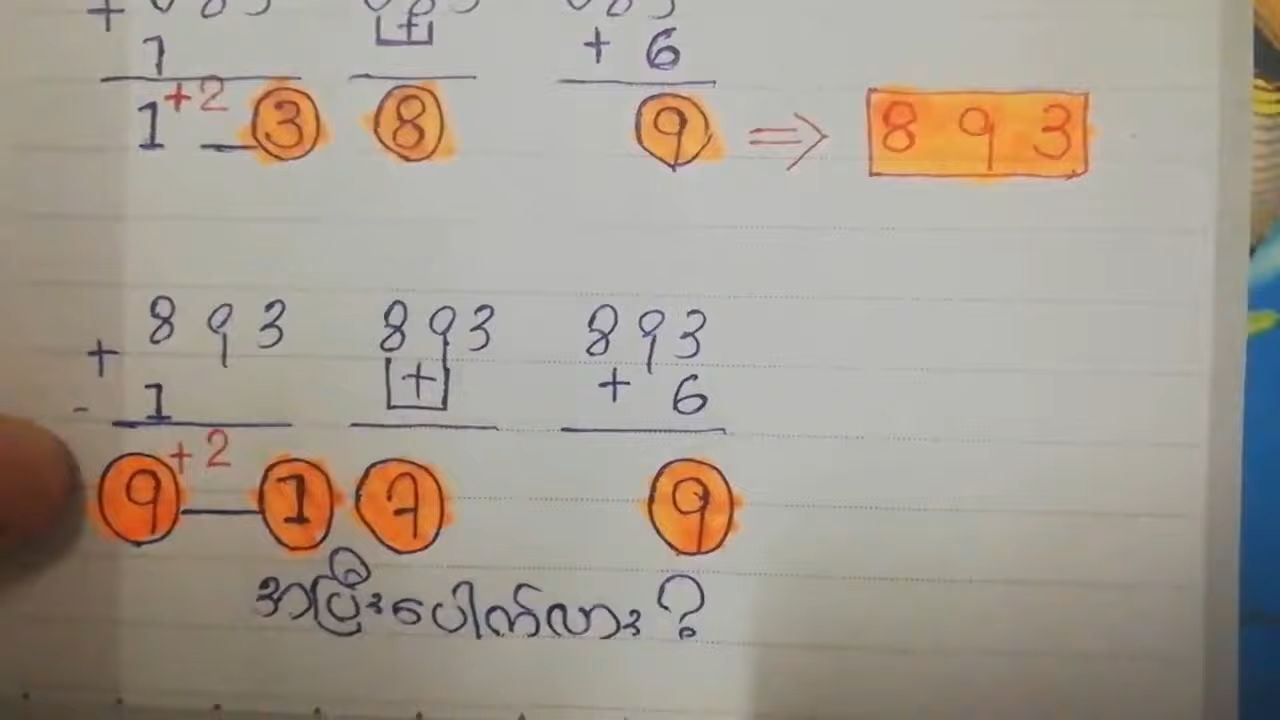 + 1
+
+ 6
1 +2 3 8 9 ⇒ 8 9 3
8 9 3 8 9 3 8 9 3
+ 1 + + 6
9 +2 1 7 9
အပြီးပေါက်လား?